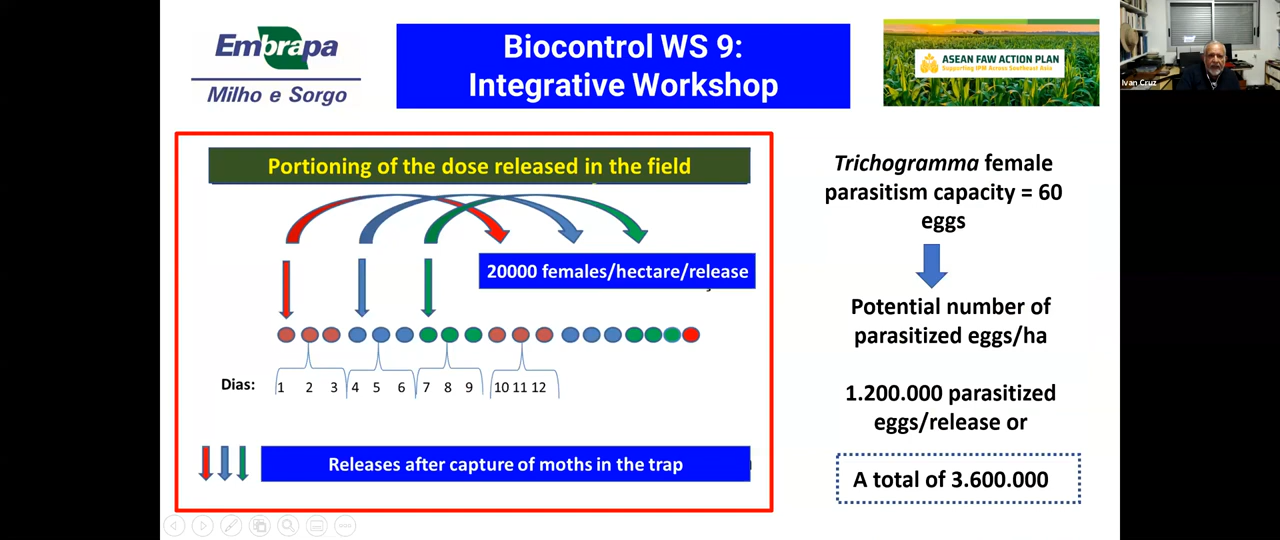 Embrapa
Milho e Sorgo
Biocontrol WS 9:
Integrative Workshop
ASEAN FAW ACTION PLAN
Supporting IPM Across Southeast Asia
Ivan Cruz
Portioning of the dose released in the field
20000 females/hectare/release
Dias: 1 2 3 4 5 6 7 8 9 10 11 12
Releases after capture of moths in the trap
Trichogramma female
parasitism capacity = 60
eggs
Potential number of
parasitized eggs/ha
1.200.000 parasitized
eggs/release or
A total of 3.600.000